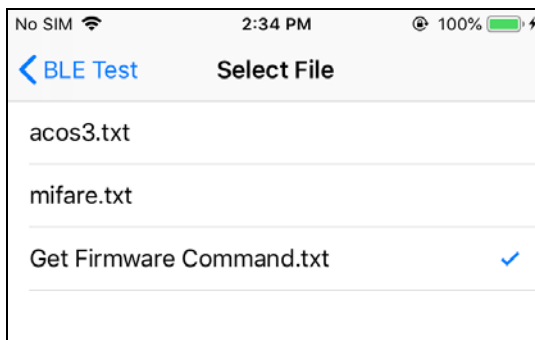 No SIM 2:34 PM 100%
BLE Test Select File
acos3.txt
mifare.txt
Get Firmware Command.txt